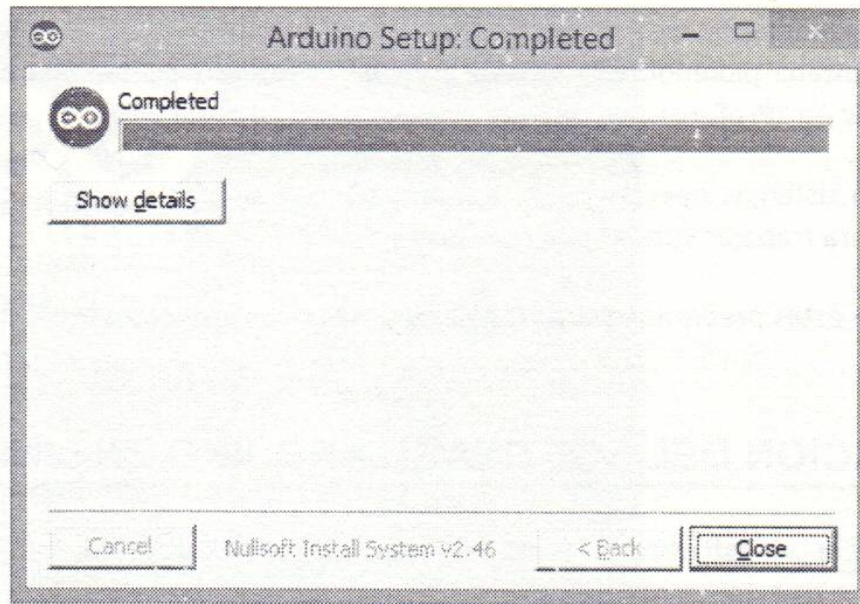 Arduino Setup: Completed
Completed
Show details
Cancel
Nullsoft Install System v2.46
< Back
Close